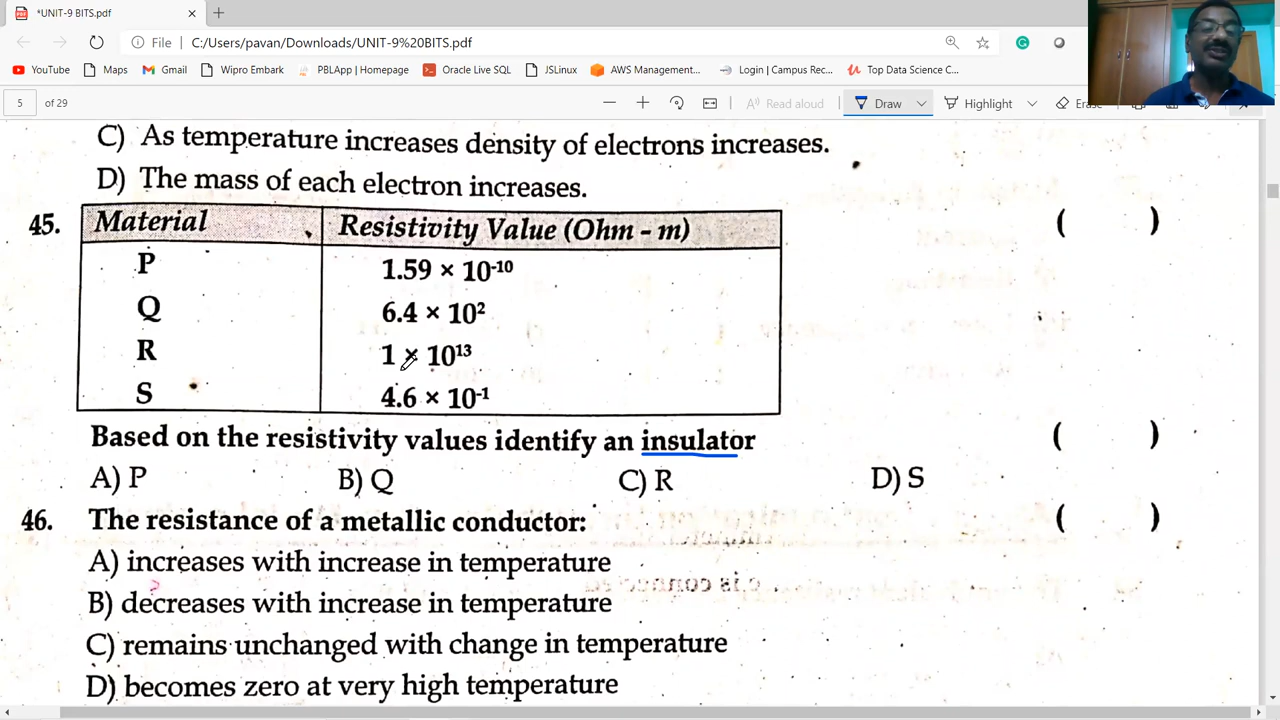 *UNIT-9 BITS.pdf
File C:/Users/pavan/Downloads/UNIT-9%20BITS.pdf
YouTube Maps Gmail Wipro Embark PBLApp | Homepage Oracle Live SQL JSLinux AWS Management... Login | Campus Rec... Top Data Science C...
5 of 29 Read aloud Draw Highlight Erase
C) As temperature increases density of electrons increases.
D) The mass of each electron increases.
45. Material Resistivity Value (Ohm - m) ( )
P 1.59 × 10⁻¹⁰
Q 6.4 × 10²
R 1 × 10¹³
S 4.6 × 10⁻¹
Based on the resistivity values identify an insulator ( )
A) P B) Q C) R D) S
46. The resistance of a metallic conductor: ( )
A) increases with increase in temperature
B) decreases with increase in temperature
C) remains unchanged with change in temperature
D) becomes zero at very high temperature